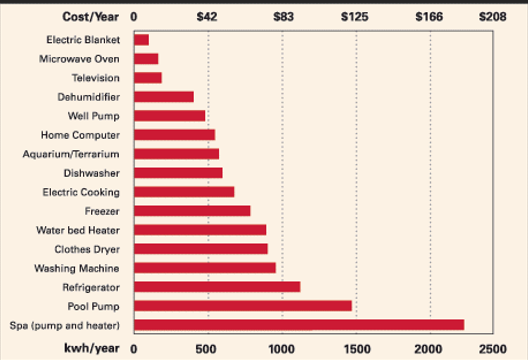 Cost/Year 0 $42 $83 $125 $166 $208
Electric Blanket
Microwave Oven
Television
Dehumidifier
Well Pump
Home Computer
Aquarium/Terrarium
Dishwasher
Electric Cooking
Freezer
Water bed Heater
Clothes Dryer
Washing Machine
Refrigerator
Pool Pump
Spa (pump and heater)
kwh/year 0 500 1000 1500 2000 2500